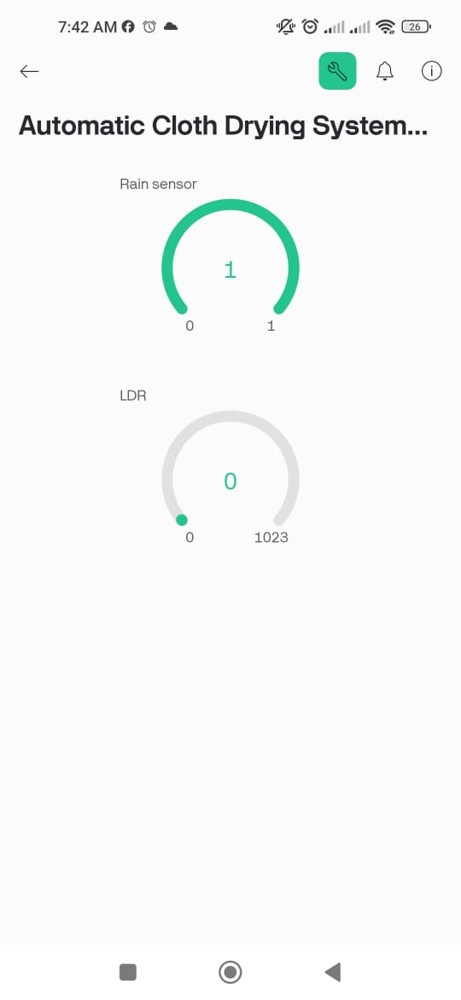 7:42 AM
26
Automatic Cloth Drying System...
Rain sensor
1
0 1
LDR
0
0 1023